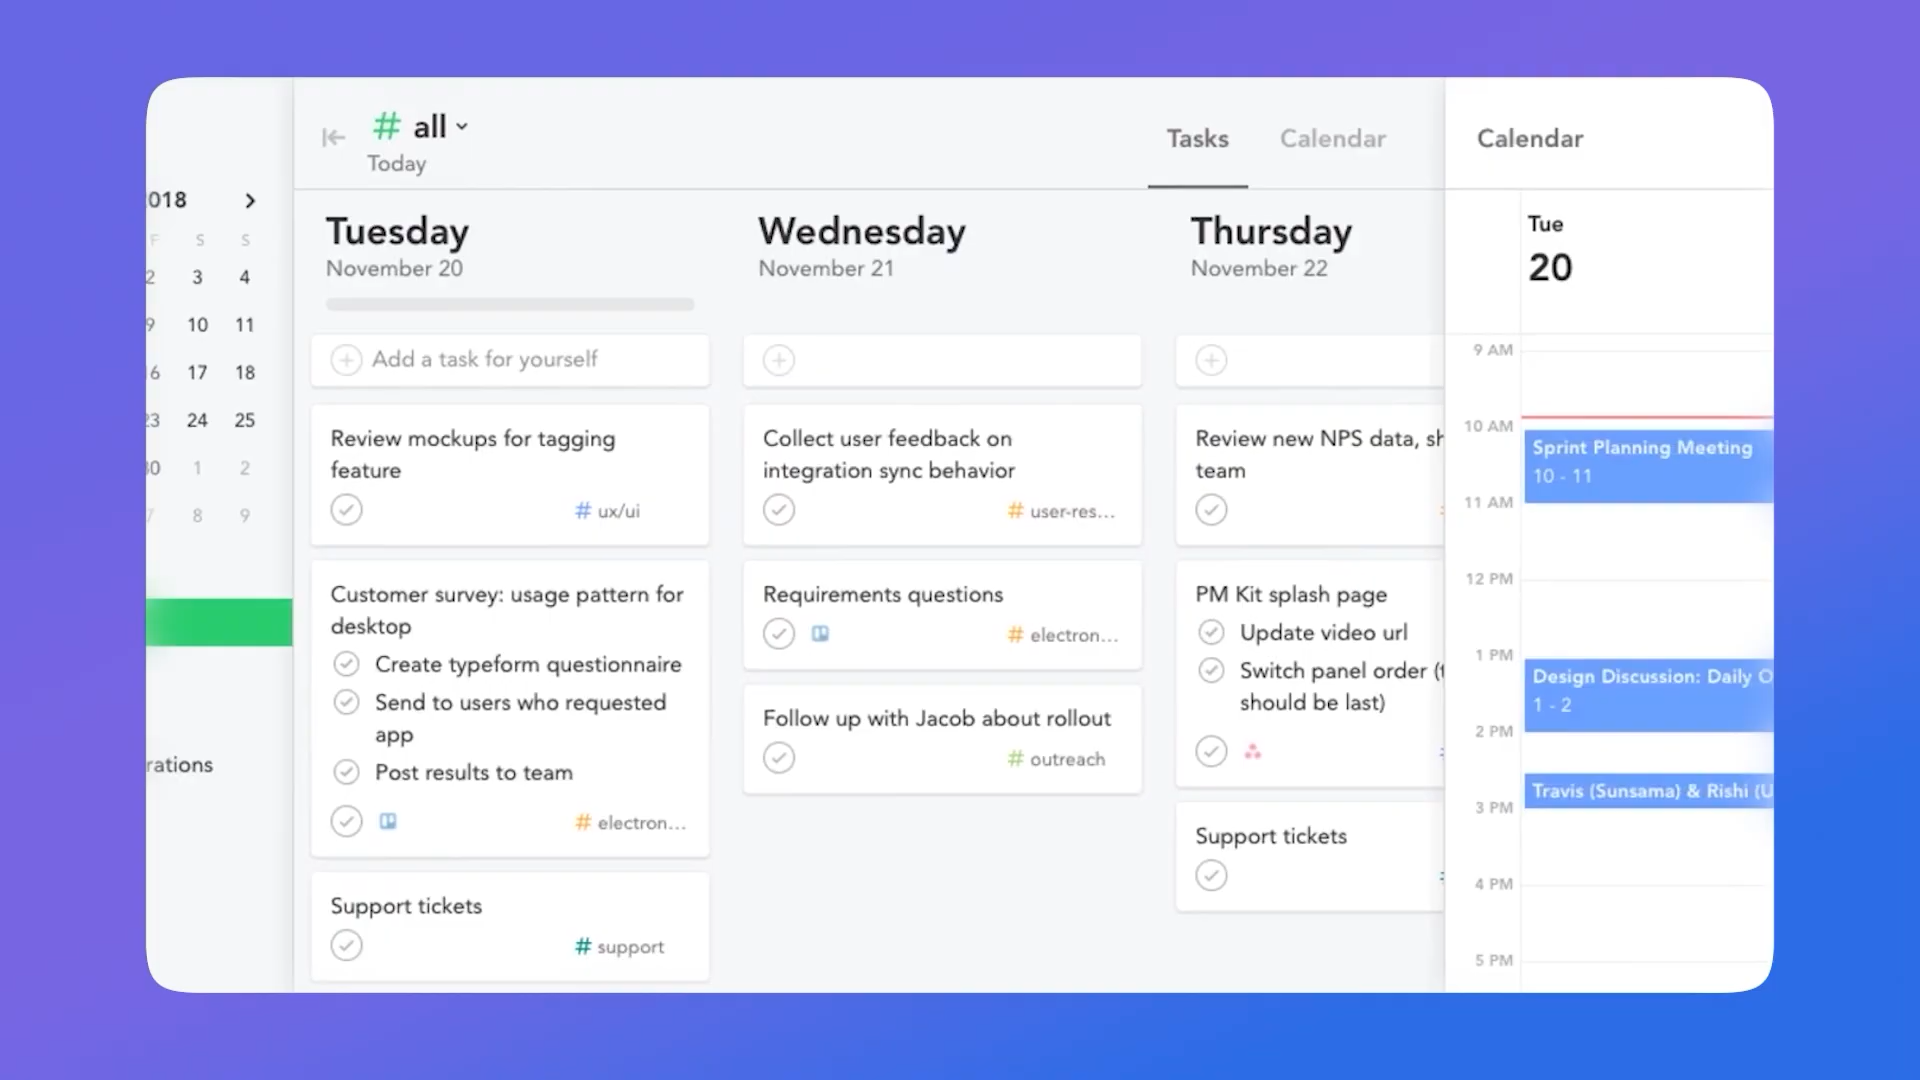 018
F S S
2 3 4
9 10 11
17 18
24 25
1 2
8 9
rations
# all
Today
Tasks
Calendar
Tuesday
November 20
Add a task for yourself
Review mockups for tagging
feature
# ux/ui
Customer survey: usage pattern for
desktop
Create typeform questionnaire
Send to users who requested
app
Post results to team
# electron...
Support tickets
# support
Wednesday
November 21
Collect user feedback on
integration sync behavior
# user-res...
Requirements questions
# electron...
Follow up with Jacob about rollout
# outreach
Thursday
November 22
Review new NPS data, sh
team
PM Kit splash page
Update video url
Switch panel order (t
should be last)
Support tickets
Calendar
Tue
20
9 AM
10 AM
Sprint Planning Meeting
10 - 11
11 AM
12 PM
1 PM
Design Discussion: Daily O
1 - 2
2 PM
Travis (Sunsama) & Rishi (U
3 PM
4 PM
5 PM